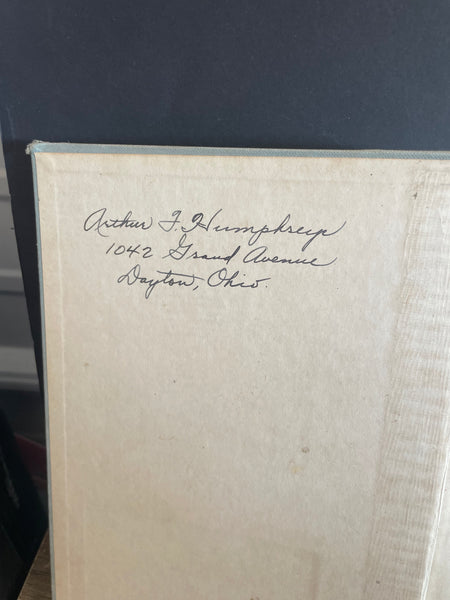 Arthur F. Humphreys
1042 Grand Avenue
Dayton, Ohio.